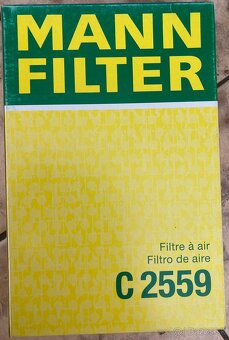 MANN
FILTER
Filtre à air
Filtro de aire
C 2559